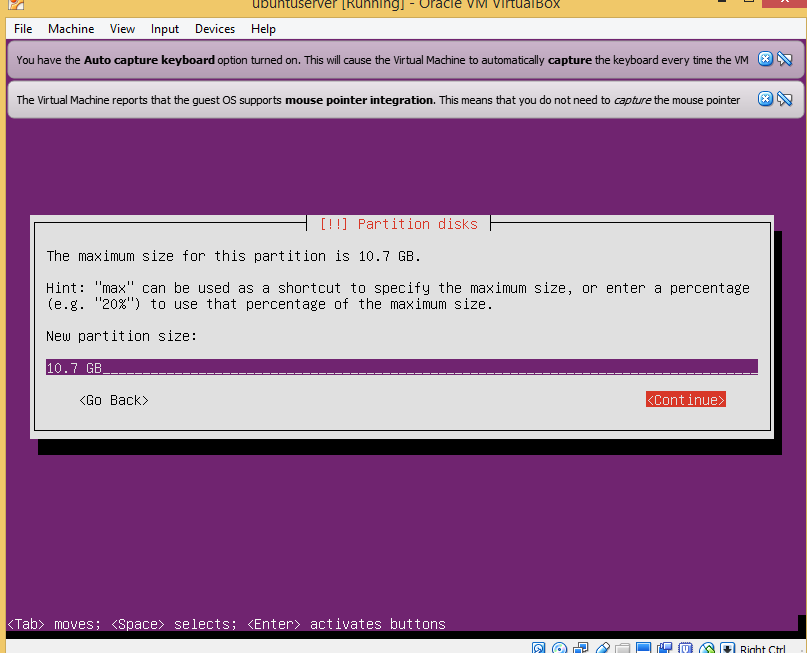 ubuntuserver [Running] - Oracle VM VirtualBox
File Machine View Input Devices Help
You have the Auto capture keyboard option turned on. This will cause the Virtual Machine to automatically capture the keyboard every time the VM
The Virtual Machine reports that the guest OS supports mouse pointer integration. This means that you do not need to capture the mouse pointer
[!!] Partition disks
The maximum size for this partition is 10.7 GB.
Hint: "max" can be used as a shortcut to specify the maximum size, or enter a percentage
(e.g. "20%") to use that percentage of the maximum size.
New partition size:
10.7 GB
<Go Back> <Continue>
<Tab> moves; <Space> selects; <Enter> activates buttons
Right Ctrl